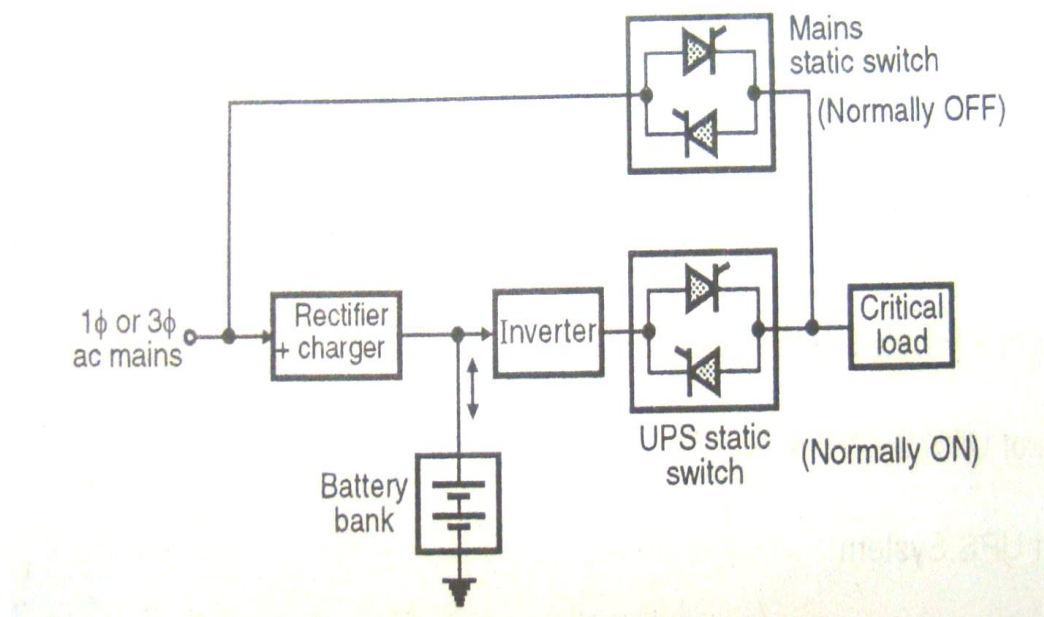 Mains
static switch
(Normally OFF)
1ϕ or 3ϕ
ac mains
Rectifier
+ charger
Inverter
Critical
load
UPS static
switch
(Normally ON)
Battery
bank